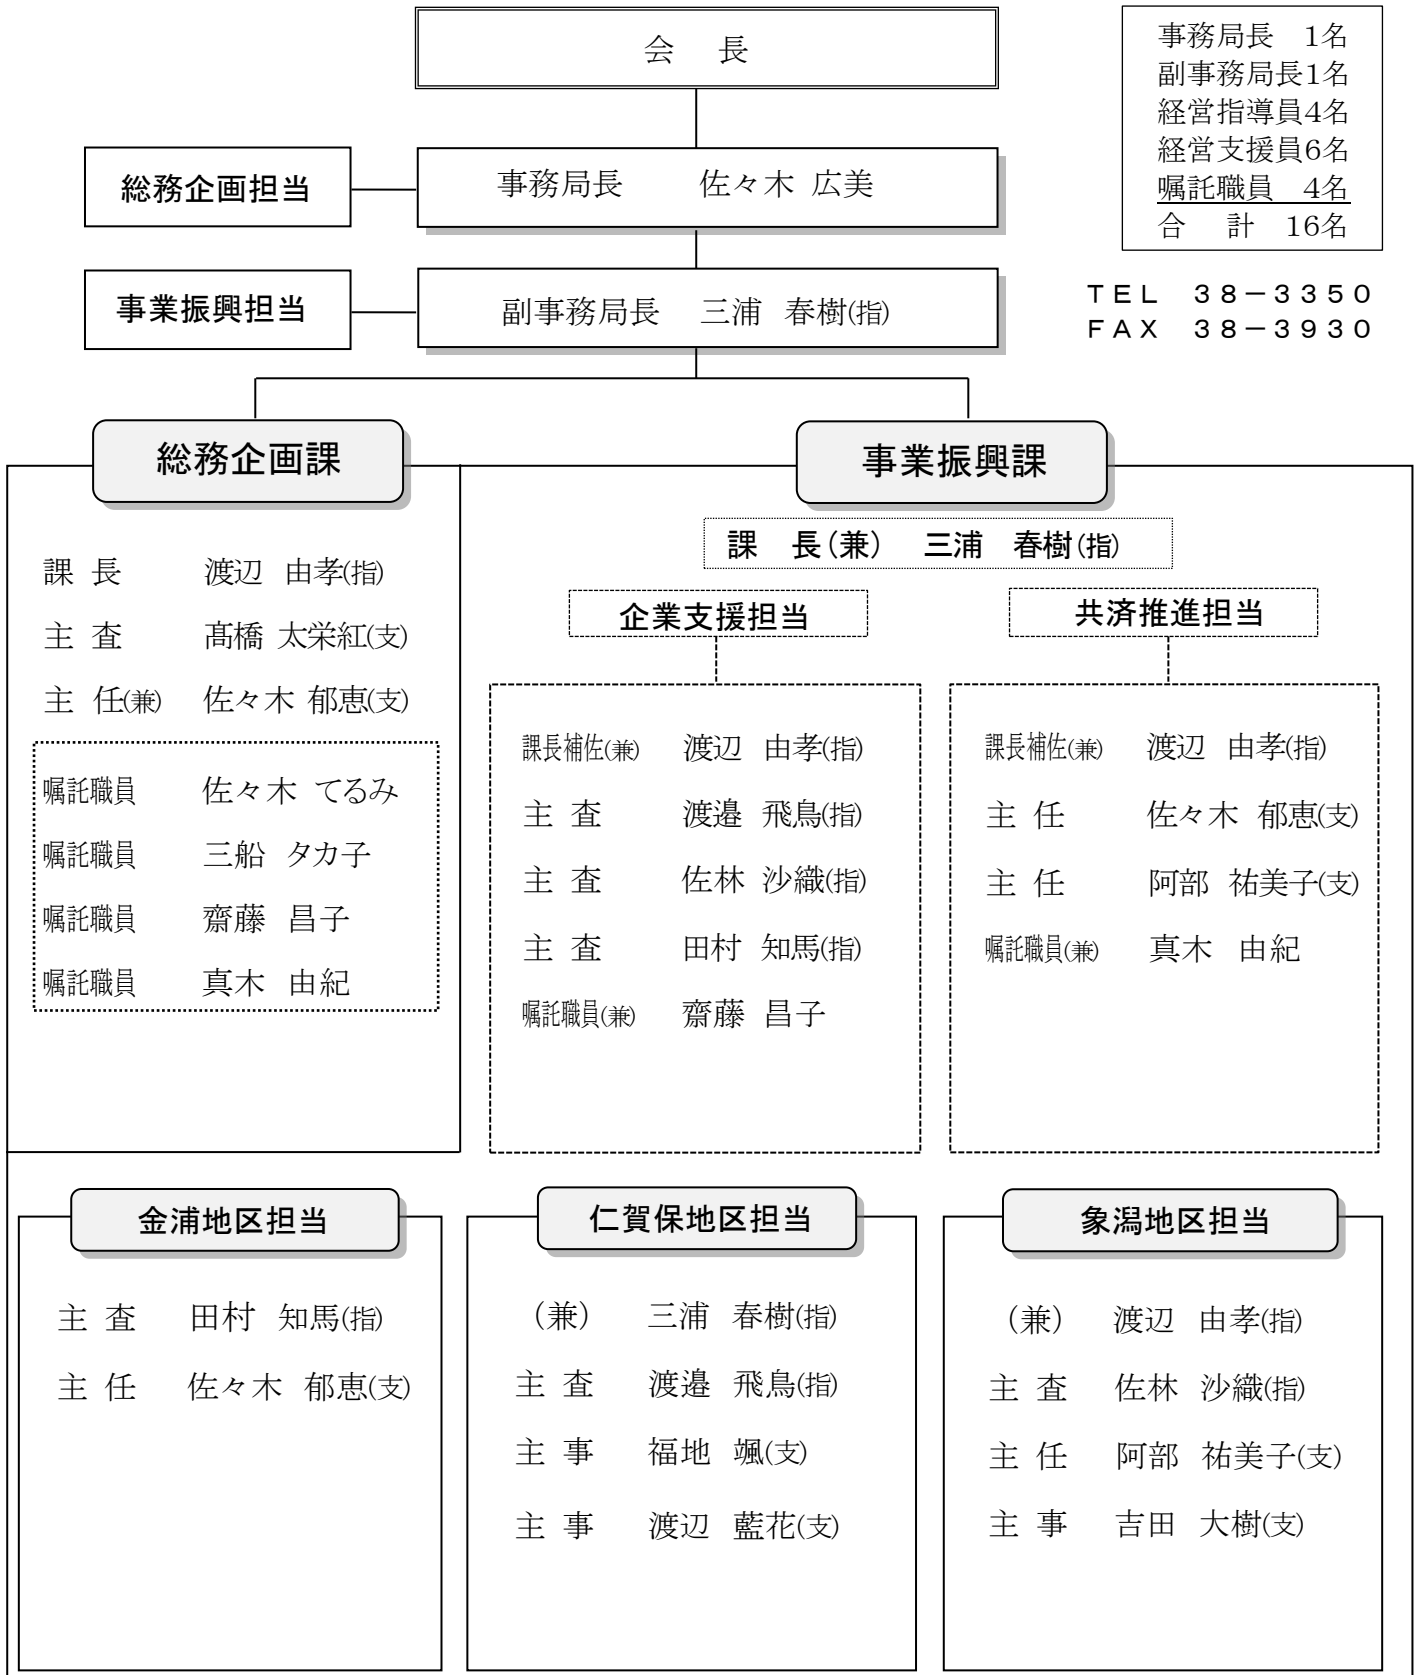 会　長
事務局長　1名
副事務局長1名
経営指導員4名
経営支援員6名
嘱託職員　4名
合　計　16名
総務企画担当
事務局長　　佐々木 広美
事業振興担当
副事務局長　三浦 春樹(指)
ＴＥＬ　３８－３３５０
ＦＡＸ　３８－３９３０
総務企画課
課 長　渡辺 由孝(指)
主 査　髙橋 太栄紅(支)
主 任(兼)　佐々木 郁恵(支)
嘱託職員　佐々木 てるみ
嘱託職員　三船 タカ子
嘱託職員　齋藤 昌子
嘱託職員　真木 由紀
事業振興課
課　長(兼)　三浦　春樹(指)
企業支援担当
課長補佐(兼)　渡辺 由孝(指)
主 査　渡邉 飛鳥(指)
主 査　佐林 沙織(指)
主 査　田村 知馬(指)
嘱託職員(兼)　齋藤 昌子
共済推進担当
課長補佐(兼)　渡辺 由孝(指)
主 任　佐々木 郁恵(支)
主 任　阿部 祐美子(支)
嘱託職員(兼)　真木 由紀
金浦地区担当
主 査　田村 知馬(指)
主 任　佐々木 郁恵(支)
仁賀保地区担当
(兼)　三浦 春樹(指)
主 査　渡邉 飛鳥(指)
主 事　福地 颯(支)
主 事　渡辺 藍花(支)
象潟地区担当
(兼)　渡辺 由孝(指)
主 査　佐林 沙織(指)
主 任　阿部 祐美子(支)
主 事　吉田 大樹(支)